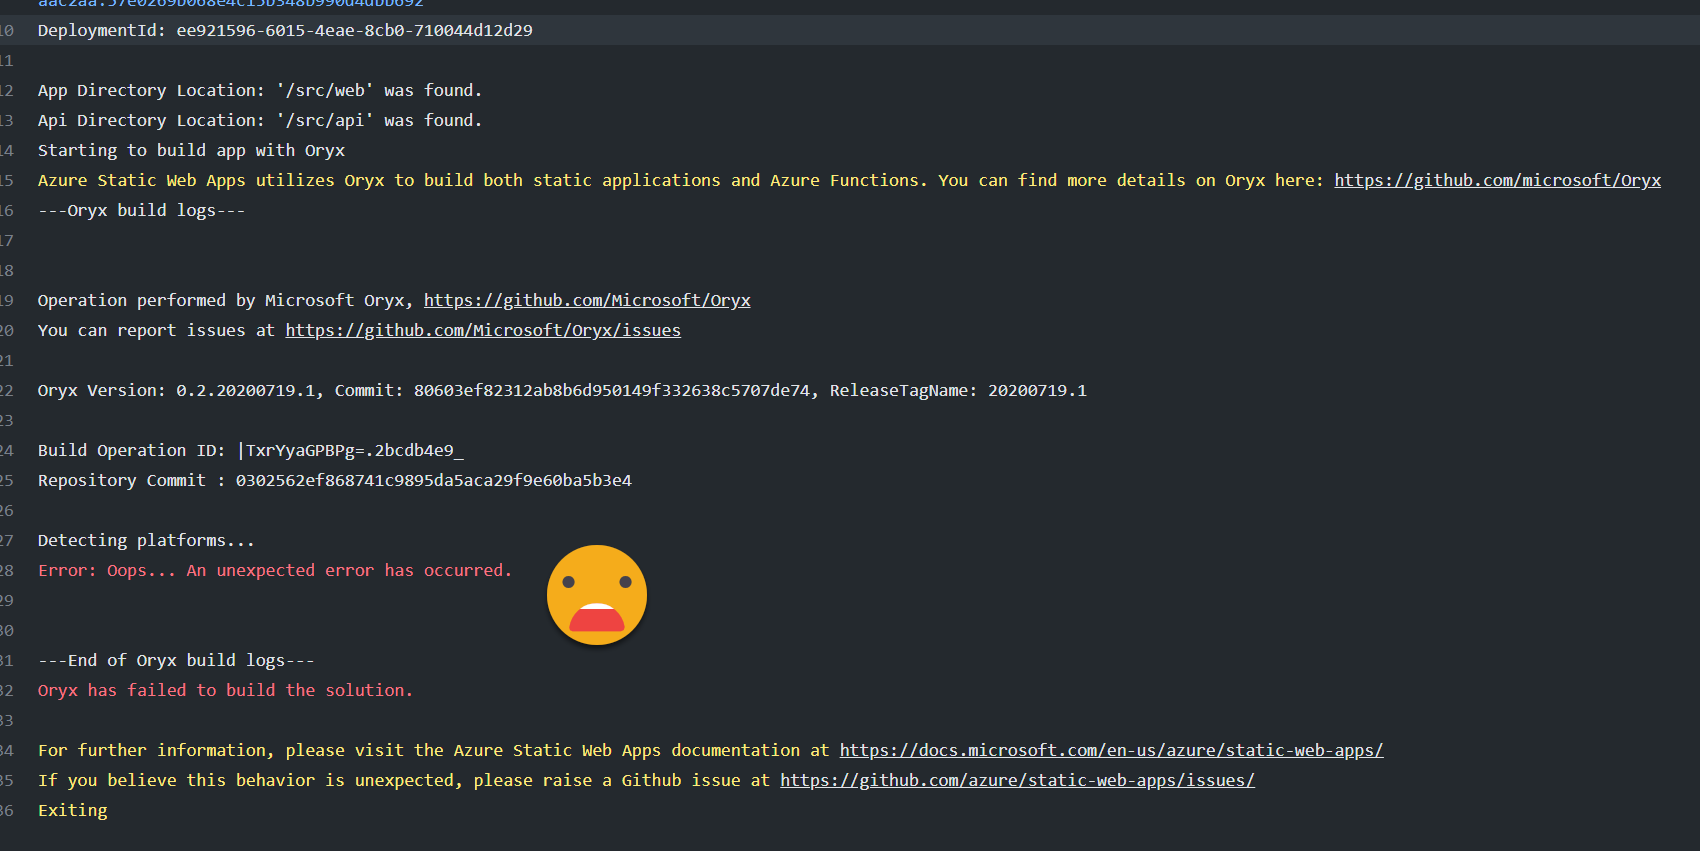 DeploymentId: ee921596-6015-4eae-8cb0-710044d12d29
11
12 App Directory Location: '/src/web' was found.
13 Api Directory Location: '/src/api' was found.
14 Starting to build app with Oryx
15 Azure Static Web Apps utilizes Oryx to build both static applications and Azure Functions. You can find more details on Oryx here: https://github.com/microsoft/Oryx
16 ---Oryx build logs---
17
18
19 Operation performed by Microsoft Oryx, https://github.com/Microsoft/Oryx
20 You can report issues at https://github.com/Microsoft/Oryx/issues
21
22 Oryx Version: 0.2.20200719.1, Commit: 80603ef82312ab8b6d950149f332638c5707de74, ReleaseTagName: 20200719.1
23
24 Build Operation ID: |TxrYyaGPBPg=.2bcdb4e9_
25 Repository Commit : 0302562ef868741c9895da5aca29f9e60ba5b3e4
26
27 Detecting platforms...
28 Error: Oops... An unexpected error has occurred.
29
30
31 ---End of Oryx build logs---
32 Oryx has failed to build the solution.
33
34 For further information, please visit the Azure Static Web Apps documentation at https://docs.microsoft.com/en-us/azure/static-web-apps/
35 If you believe this behavior is unexpected, please raise a Github issue at https://github.com/azure/static-web-apps/issues/
36 Exiting